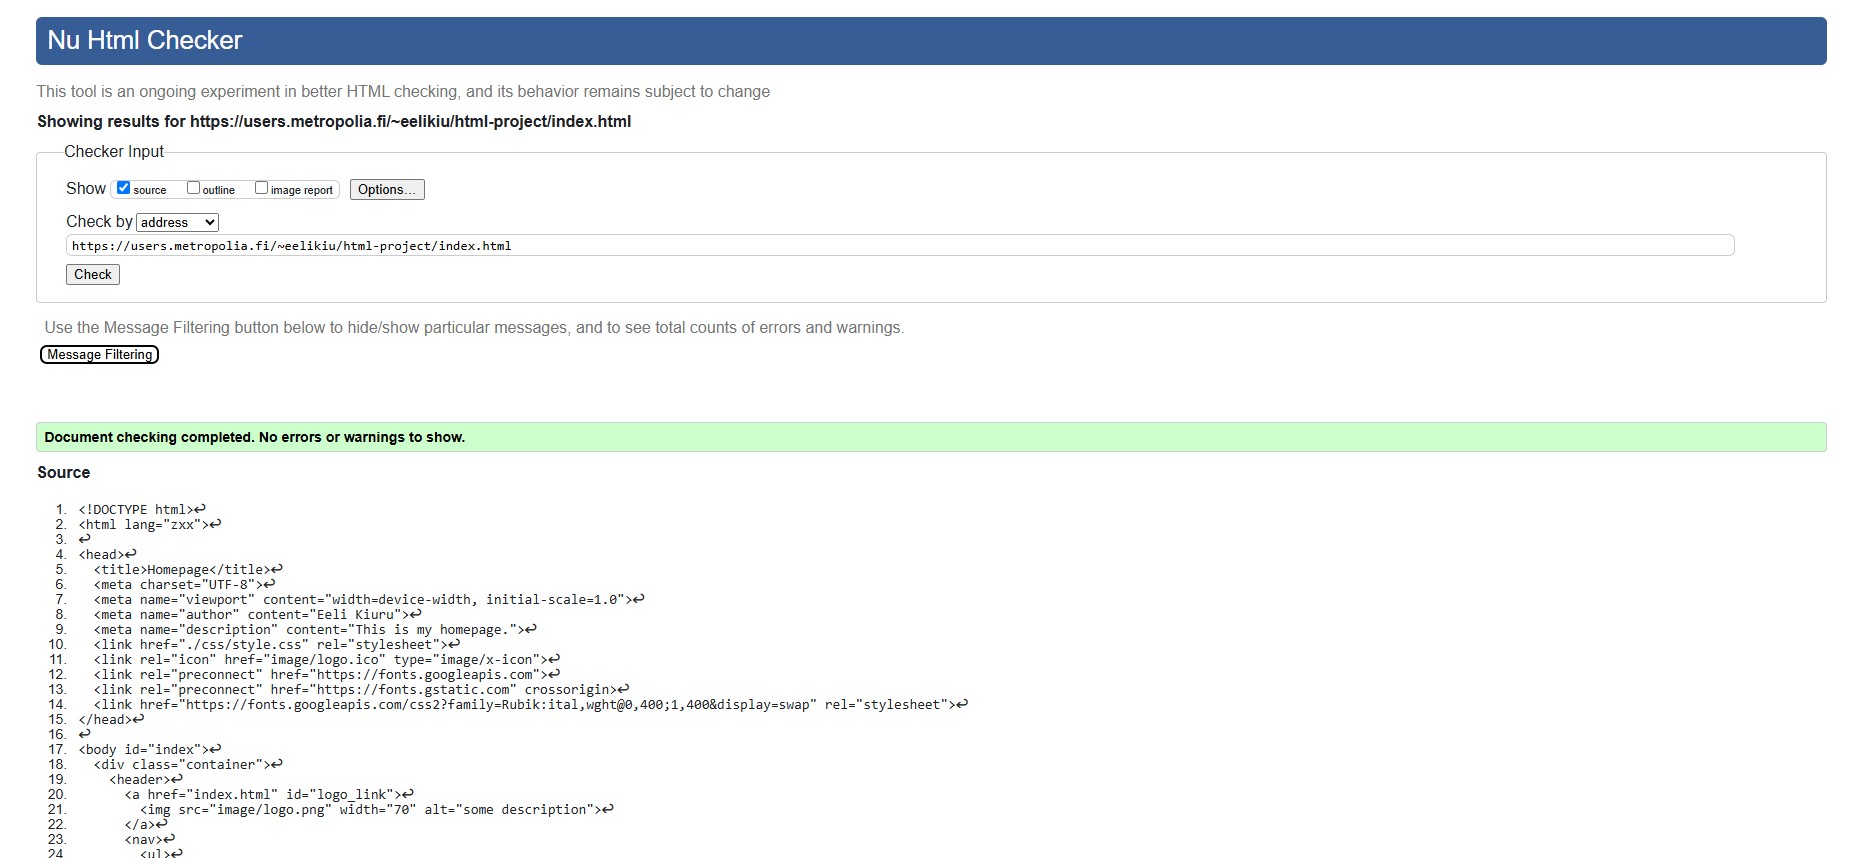 Nu Html Checker
This tool is an ongoing experiment in better HTML checking, and its behavior remains subject to change
Showing results for https://users.metropolia.fi/~eelikiu/html-project/index.html
Checker Input
Show source outline image report Options...
Check by address
https://users.metropolia.fi/~eelikiu/html-project/index.html
Check
Use the Message Filtering button below to hide/show particular messages, and to see total counts of errors and warnings.
Message Filtering
Document checking completed. No errors or warnings to show.
Source
1. <!DOCTYPE html>↩
2. <html lang="zxx">↩
3. ↩
4. <head>↩
5.   <title>Homepage</title>↩
6.   <meta charset="UTF-8">↩
7.   <meta name="viewport" content="width=device-width, initial-scale=1.0">↩
8.   <meta name="author" content="Eeli Kiuru">↩
9.   <meta name="description" content="This is my homepage.">↩
10.   <link href="./css/style.css" rel="stylesheet">↩
11.   <link rel="icon" href="image/logo.ico" type="image/x-icon">↩
12.   <link rel="preconnect" href="https://fonts.googleapis.com">↩
13.   <link rel="preconnect" href="https://fonts.gstatic.com" crossorigin>↩
14.   <link href="https://fonts.googleapis.com/css2?family=Rubik:ital,wght@0,400;1,400&display=swap" rel="stylesheet">↩
15. </head>↩
16. ↩
17. <body id="index">↩
18.   <div class="container">↩
19.     <header>↩
20.       <a href="index.html" id="logo_link">↩
21.         <img src="image/logo.png" width="70" alt="some description">↩
22.       </a>↩
23.       <nav>↩
24.         <ul>↩